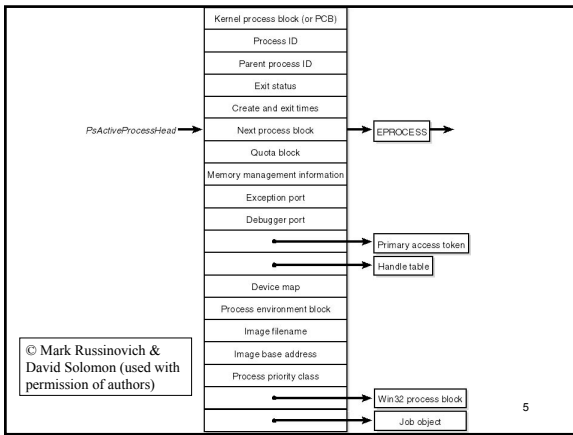 Kernel process block (or PCB)
Process ID
Parent process ID
Exit status
Create and exit times
PsActiveProcessHead
Next process block
EPROCESS
Quota block
Memory management information
Exception port
Debugger port
Primary access token
Handle table
Device map
Process environment block
Image filename
Image base address
Process priority class
Win32 process block
Job object
© Mark Russinovich &
David Solomon (used with
permission of authors)
5